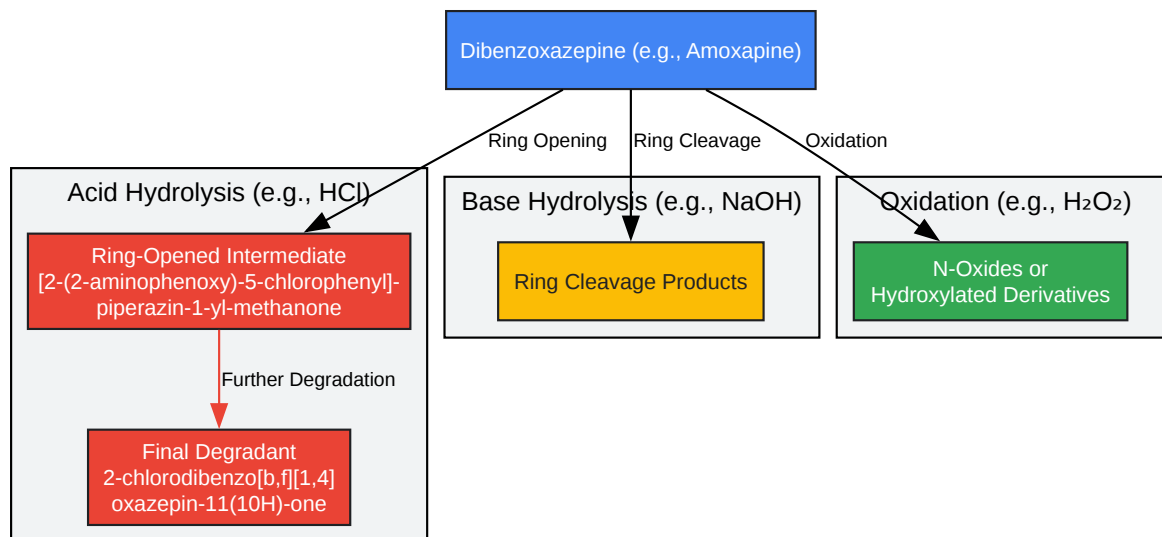 Dibenzoxazepine (e.g., Amoxapine)
Ring Opening
Ring Cleavage
Oxidation
Acid Hydrolysis (e.g., HCl)
Ring-Opened Intermediate
[2-(2-aminophenoxy)-5-chlorophenyl]-
piperazin-1-yl-methanone
Further Degradation
Final Degradant
2-chlorodibenzo[b,f][1,4]
oxazepin-11(10H)-one
Base Hydrolysis (e.g., NaOH)
Ring Cleavage Products
Oxidation (e.g., H₂O₂)
N-Oxides or
Hydroxylated Derivatives